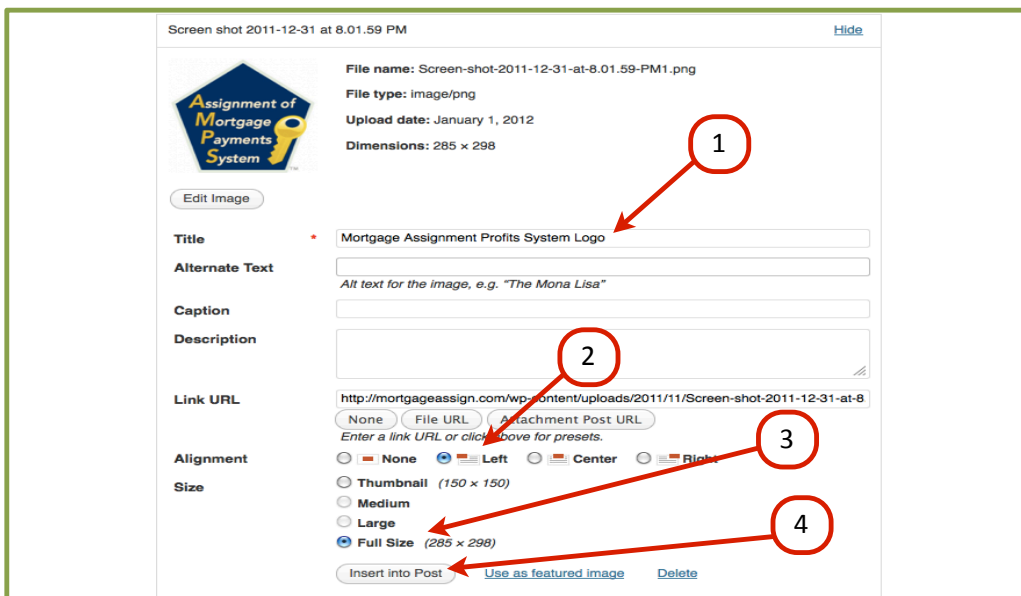 Screen shot 2011-12-31 at 8.01.59 PM Hide
File name: Screen-shot-2011-12-31-at-8.01.59-PM1.png
File type: image/png
Upload date: January 1, 2012
Dimensions: 285 × 298
Assignment of
Mortgage
Payments
System
TM
1
Edit Image
Title * Mortgage Assignment Profits System Logo
Alternate Text
Alt text for the image, e.g. “The Mona Lisa”
Caption
Description
2
Link URL http://mortgageassign.com/wp-content/uploads/2011/11/Screen-shot-2011-12-31-at-8
None File URL Attachment Post URL
Enter a link URL or click above for presets.
3
Alignment None Left Center Right
Size Thumbnail (150 × 150)
Medium
Large
4
Full Size (285 × 298)
Insert into Post Use as featured image Delete